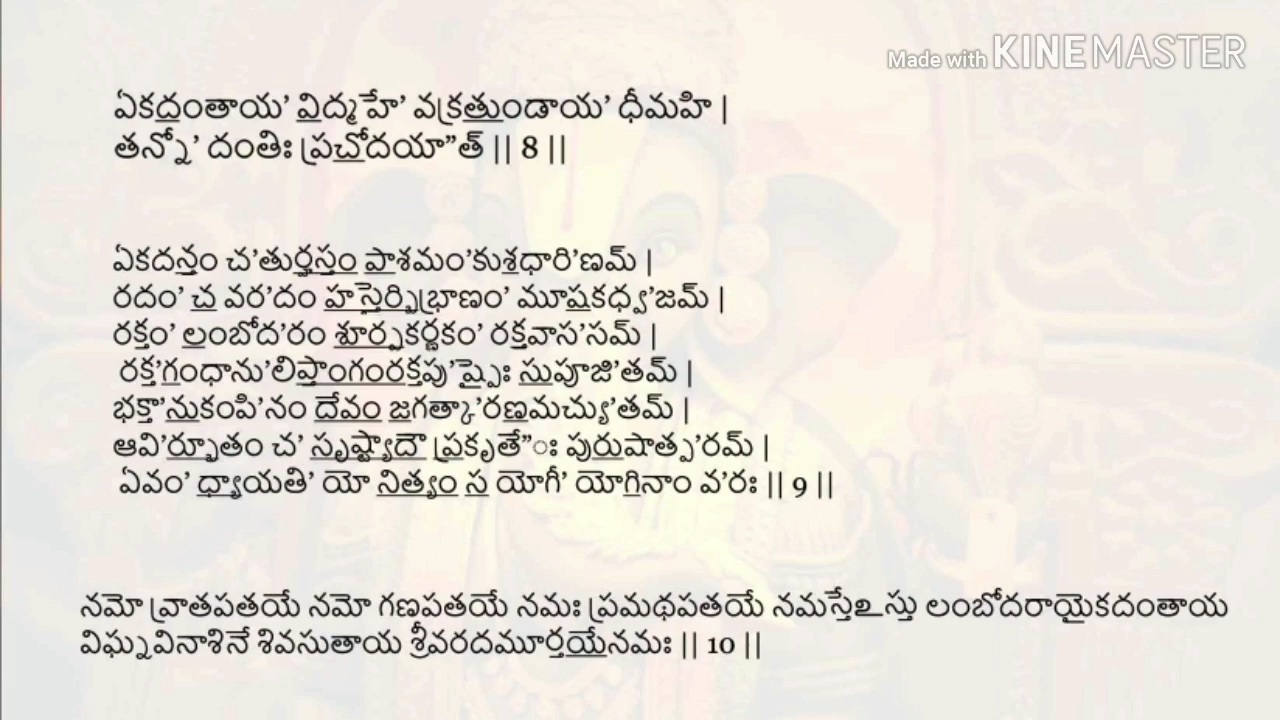 Made with KINEMASTER
ఏకదంతాయ’ విద్మహే’ వక్రతుండాయ’ ధీమహి |
తన్నో’ దంతిః ప్రచోదయా”త్ || 8 ||
ఏకదన్తం చ’తుర్హస్తం పాశమం’కుశధారి’ణమ్ |
రదం’ చ వర’దం హస్తైర్బిభ్రాణం’ మూషకధ్వ’జమ్ |
రక్తం’ లంబోద’రం శూర్పకర్ణకం’ రక్తవాస’సమ్ |
రక్త’గంధాను’లిప్తాంగంరక్తపు’ష్పైః సుపూజి’తమ్ |
భక్తా’నుకంపి’నం దేవం జగత్కా’రణమచ్యు’తమ్ |
ఆవి’ర్భూతం చ’ సృష్ట్యాదౌ ప్రకృతే”ః పురుషాత్ప’రమ్ |
ఏవం’ ధ్యాయతి’ యో నిత్యం స యోగీ’ యోగినాం వ’రః || 9 ||
నమో వ్రాతపతయే నమో గణపతయే నమః ప్రమథపతయే నమస్తేఽస్తు లంబోదరాయైకదంతాయ
విఘ్నవినాశినే శివసుతాయ శ్రీవరదమూర్తయేనమః || 10 ||